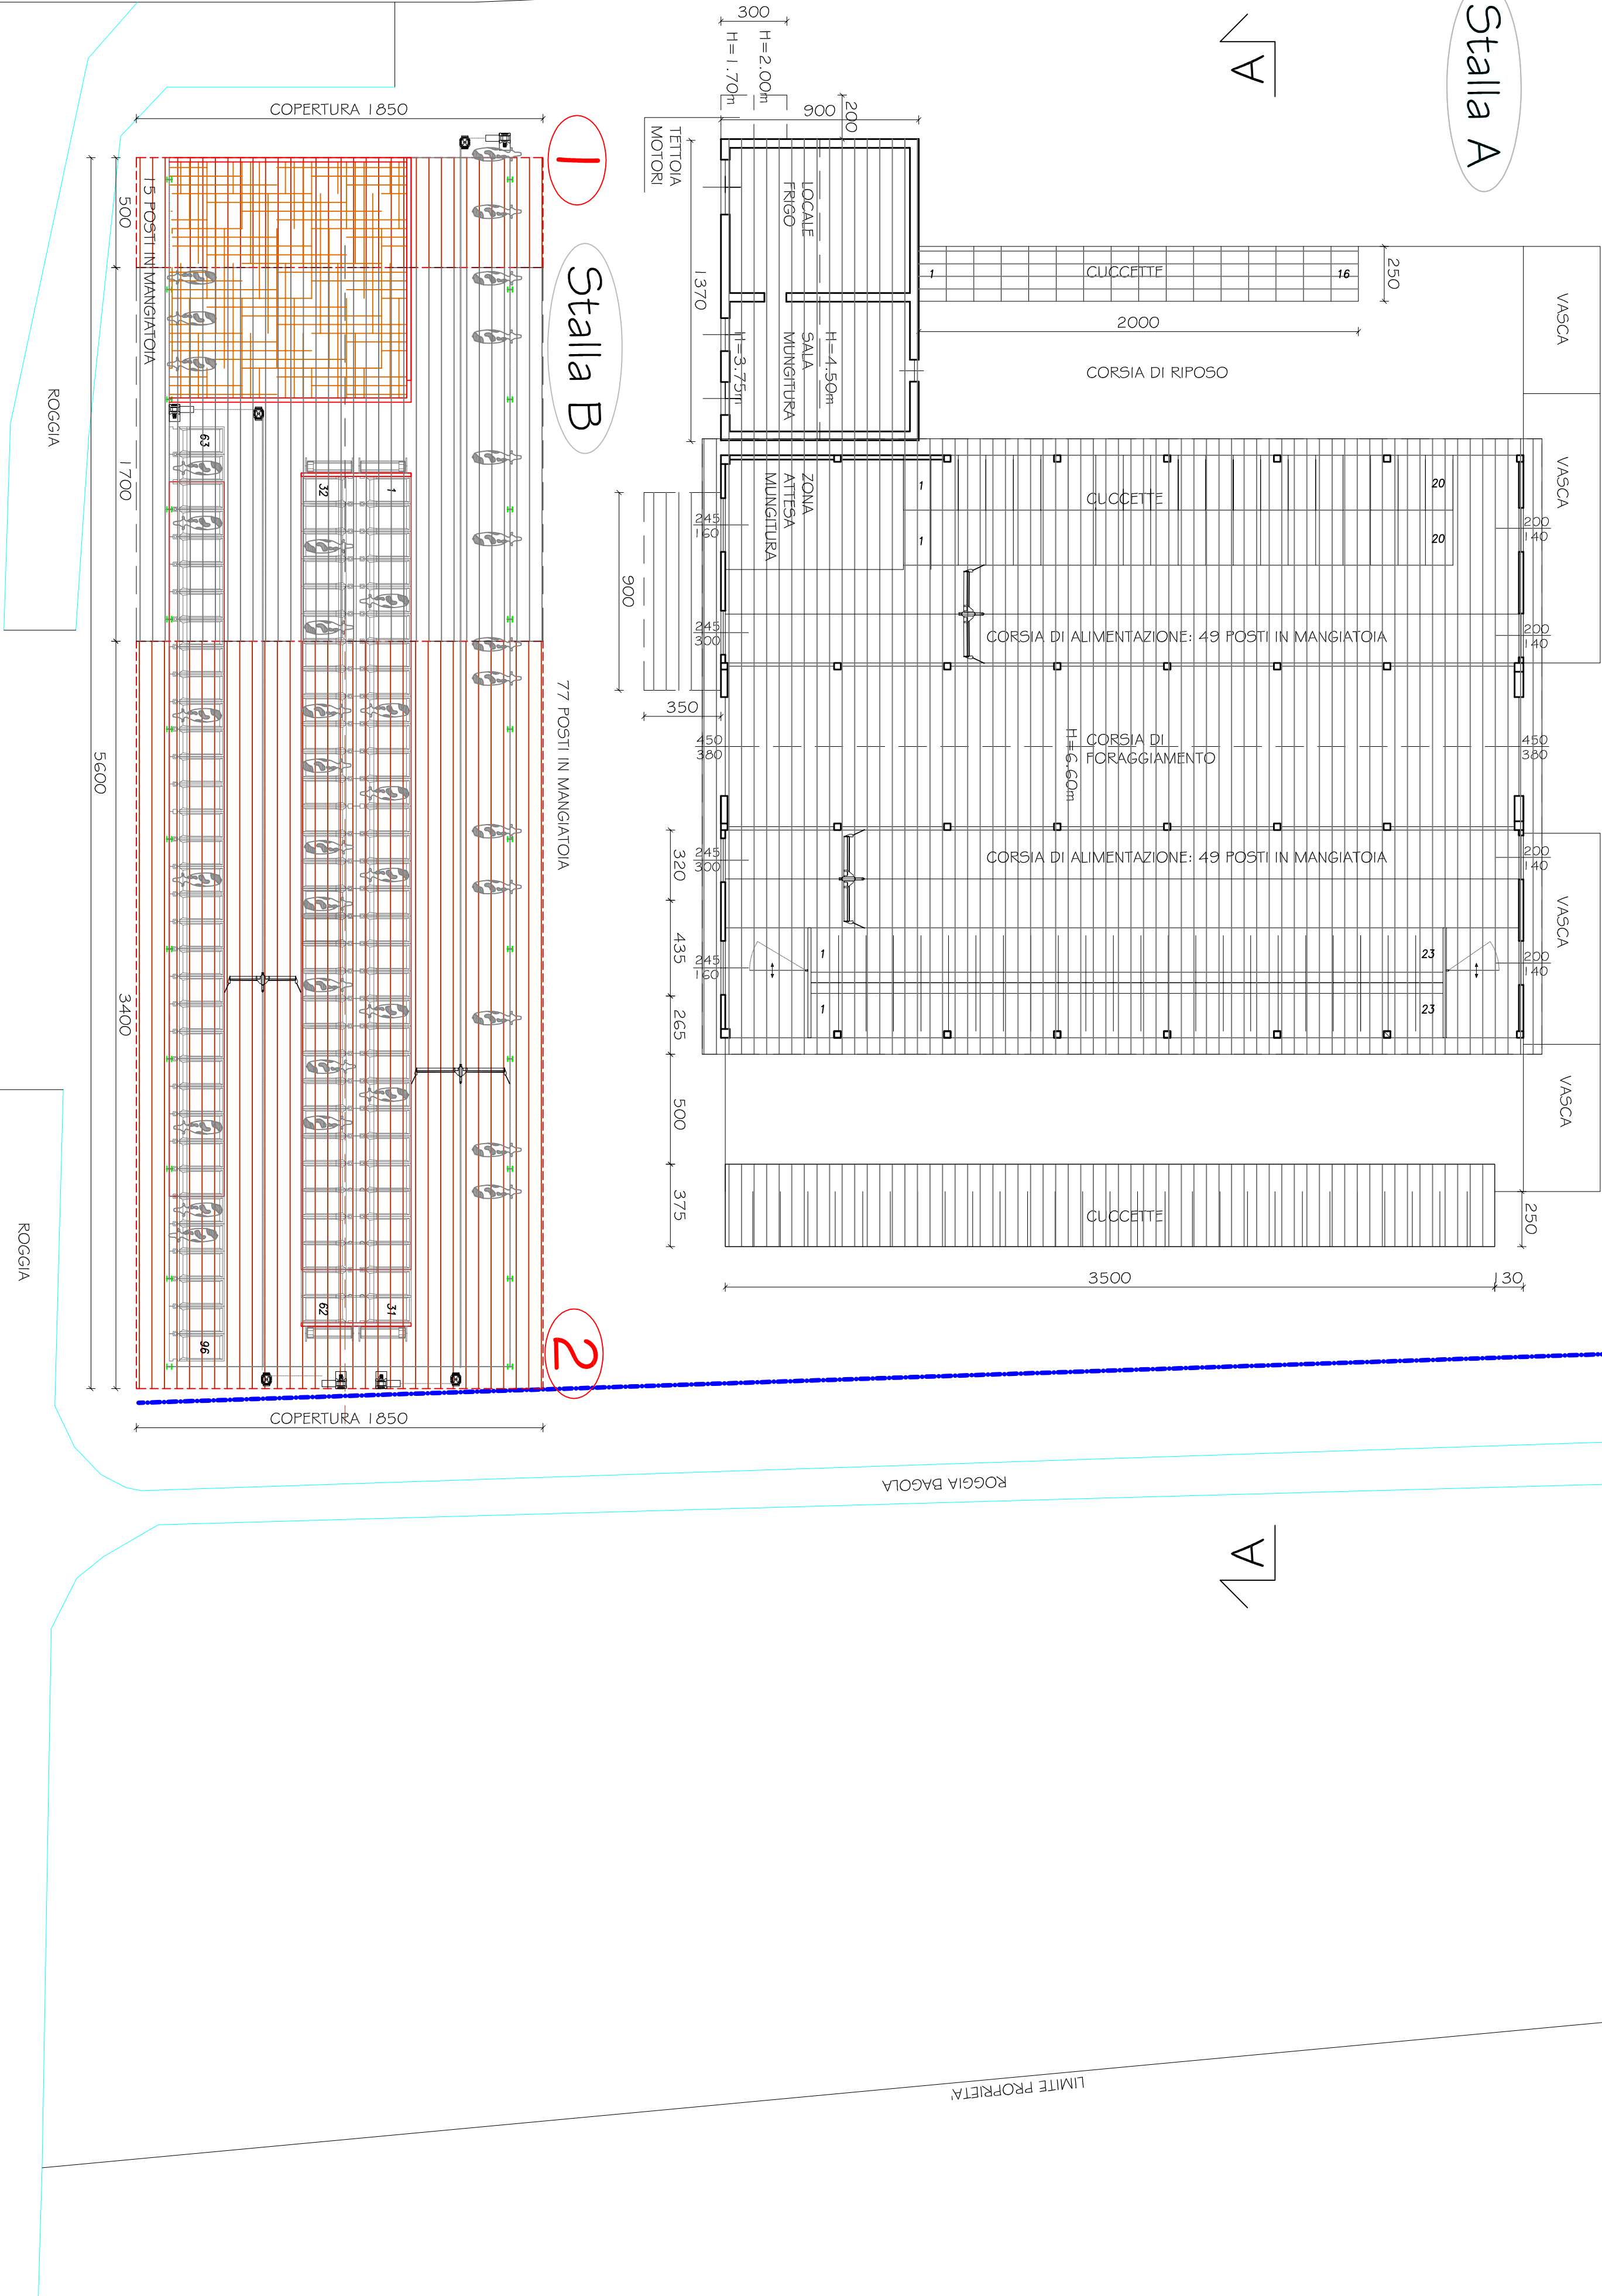 Stalla A
A
300
H=2.00m
H=1.70m
900
200
TETTOIA
MOTORI
LOCALE
FRIGO
1370
SALA
MUNGITURA
H=4.50m
H=3.75m
1
CUCCETTE
16
250
2000
CORSIA DI RIPOSO
VASCA
VASCA
VASCA
VASCA
ZONA
ATTESA
MUNGITURA
1
CUCCETTE
20
1
20
245
160
200
140
900
245
300
CORSIA DI ALIMENTAZIONE: 49 POSTI IN MANGIATOIA
200
140
350
450
380
CORSIA DI
FORAGGIAMENTO
H=6.60m
450
380
320
245
300
CORSIA DI ALIMENTAZIONE: 49 POSTI IN MANGIATOIA
200
140
435
245
160
1
23
200
140
265
1
23
500
375
CUCCETTE
250
3500
130
COPERTURA 1850
1
Stalla B
500
15 POSTI IN MANGIATOIA
ROGGIA
1700
63
32
1
77 POSTI IN MANGIATOIA
5600
3400
62
31
96
2
COPERTURA 1850
ROGGIA
ROGGIA BAGOLA
A
LIMITE PROPRIETA'